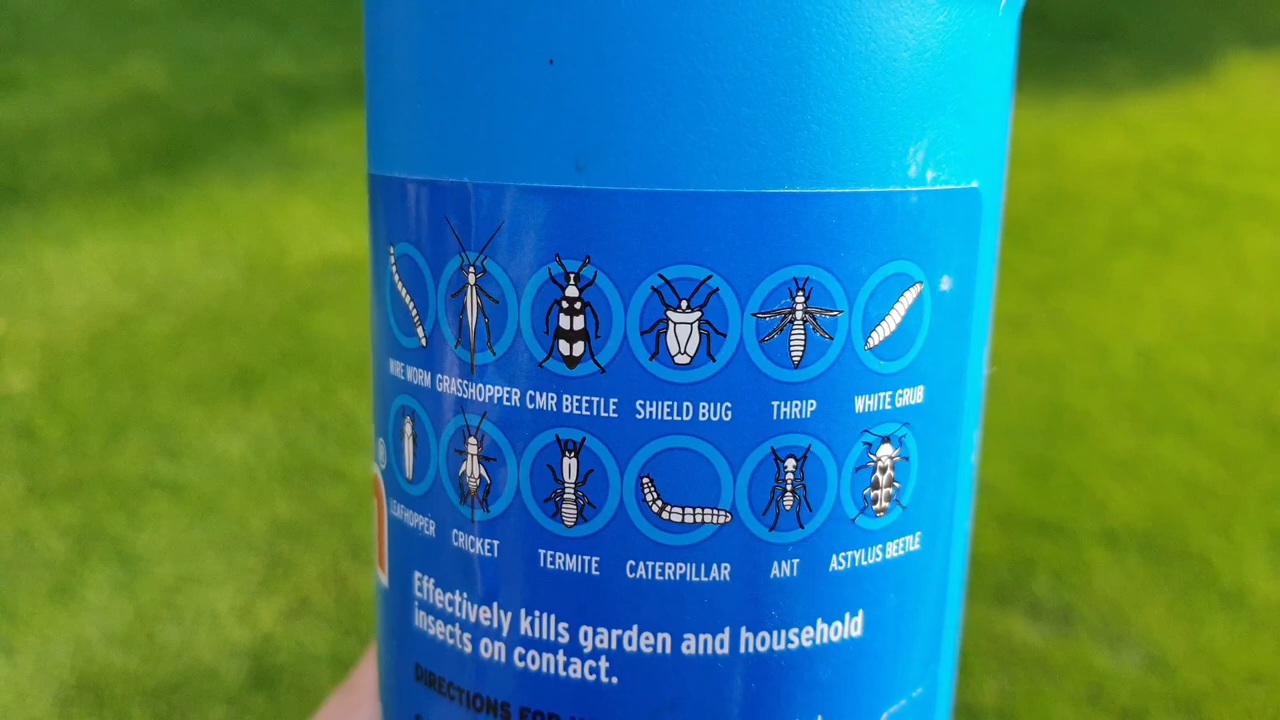 WIRE WORM GRASSHOPPER CMR BEETLE SHIELD BUG THRIP WHITE GRUB
LEAFHOPPER CRICKET TERMITE CATERPILLAR ANT ASTYLUS BEETLE
®
Effectively kills garden and household
insects on contact.
DIRECTIONS FOR